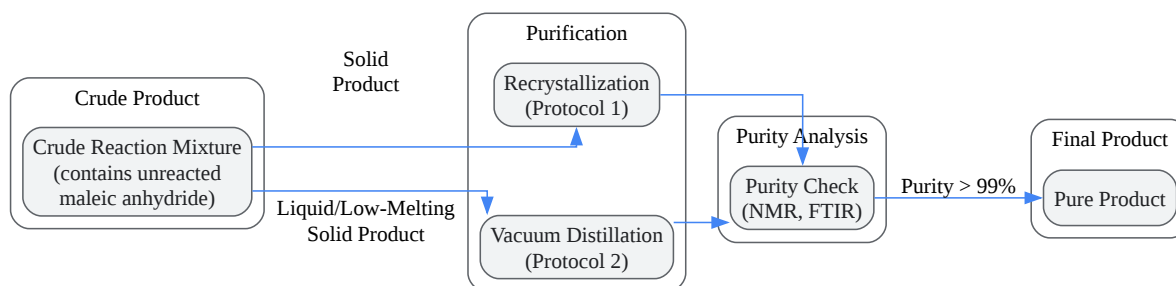 Crude Product
Crude Reaction Mixture
(contains unreacted
maleic anhydride)
Solid
Product
Liquid/Low-Melting
Solid Product
Purification
Recrystallization
(Protocol 1)
Vacuum Distillation
(Protocol 2)
Purity Analysis
Purity Check
(NMR, FTIR)
Purity > 99%
Final Product
Pure Product